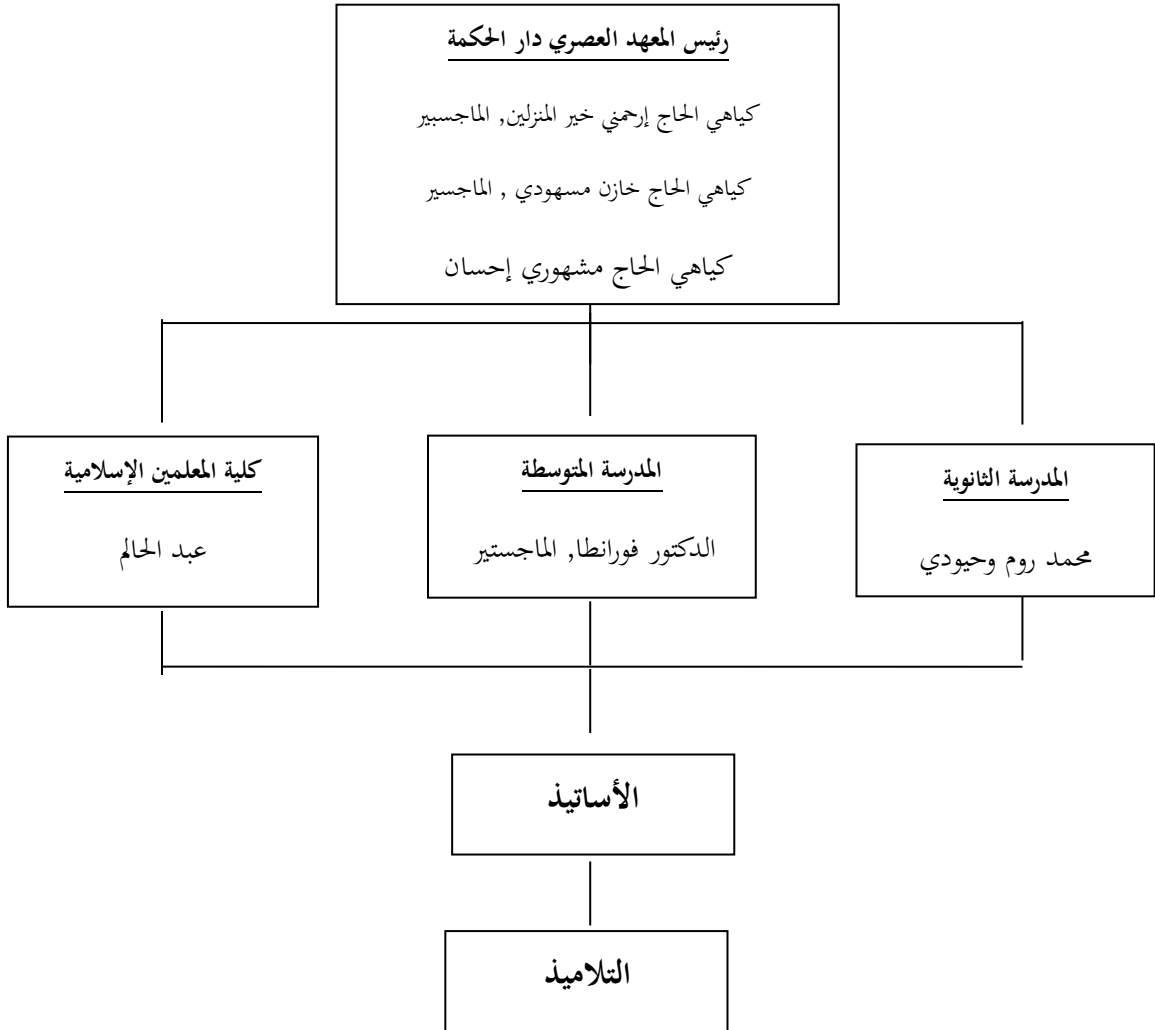 رئيس المعهد العصري دار الحكمة
كياهي الحاج إرحمني خير المنزلين, الماجسبير
كياهي الحاج خازن مسهودي , الماجسير
كياهي الحاج مشهوري إحسان
المدرسة الثانوية
محمد روم وحيودي
المدرسة المتوسطة
الدكتور فورانطا, الماجستير
كلية المعلمين الإسلامية
عبد الحالم
الأساتيذ
التلاميذ